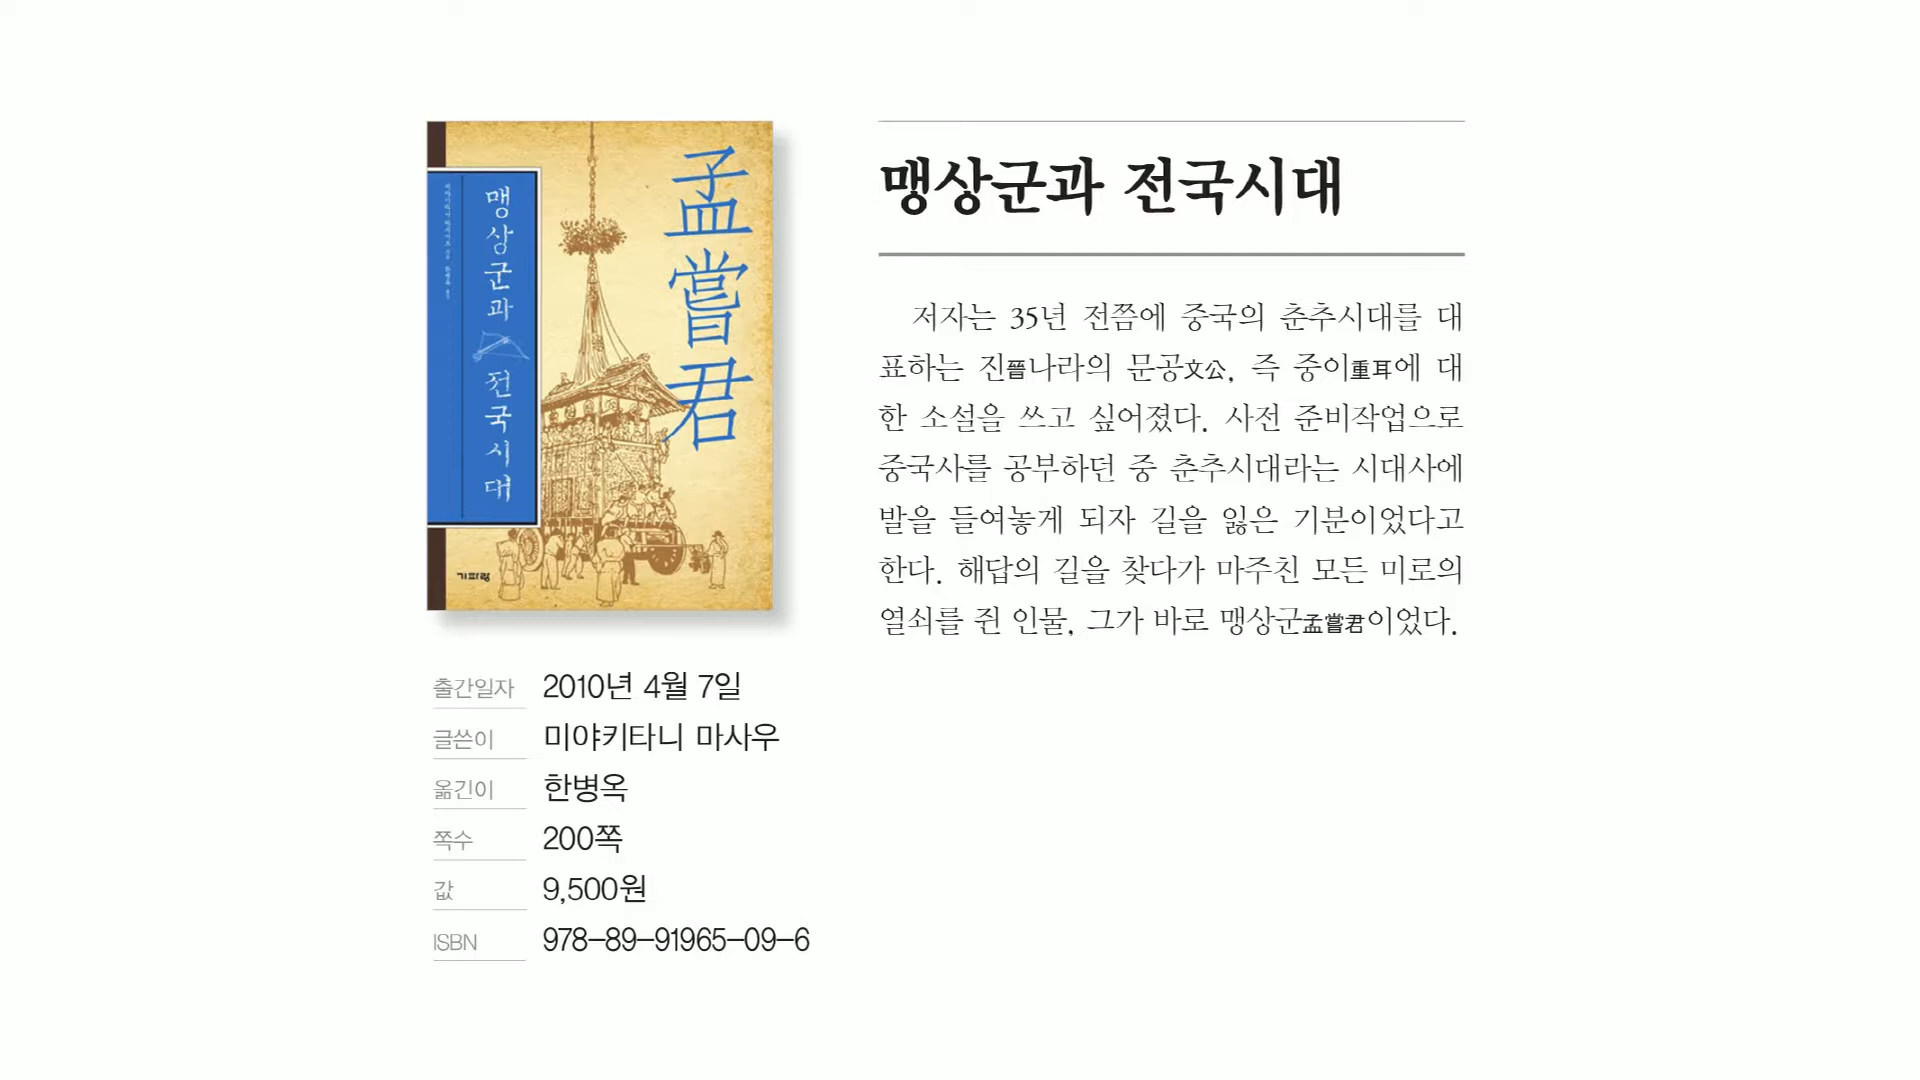 孟嘗君
맹상군과 전국시대
기파랑
맹상군과 전국시대
저자는 35년 전쯤에 중국의 춘추시대를 대
표하는 진晉나라의 문공文公, 즉 중이重耳에 대
한 소설을 쓰고 싶어졌다. 사전 준비작업으로
중국사를 공부하던 중 춘추시대라는 시대사에
발을 들여놓게 되자 길을 잃은 기분이었다고
한다. 해답의 길을 찾다가 마주친 모든 미로의
열쇠를 쥔 인물, 그가 바로 맹상군孟嘗君이었다.
출간일자 2010년 4월 7일
글쓴이 미야키타니 마사우
옮긴이 한병옥
쪽수 200쪽
값 9,500원
ISBN 978-89-91965-09-6